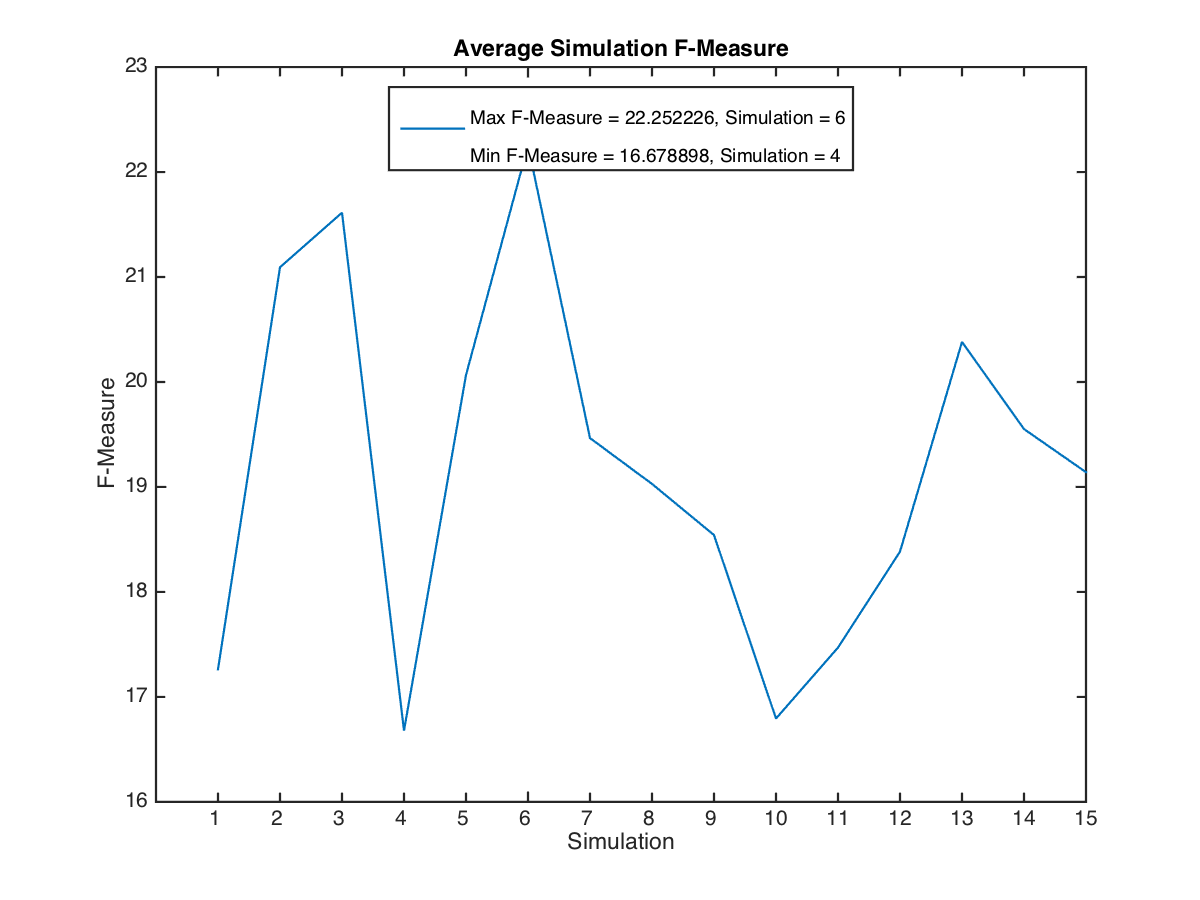 Average Simulation F-Measure
23
Max F-Measure = 22.252226, Simulation = 6
Min F-Measure = 16.678898, Simulation = 4
22
21
20
19
18
17
16
F-Measure
1 2 3 4 5 6 7 8 9 10 11 12 13 14 15
Simulation